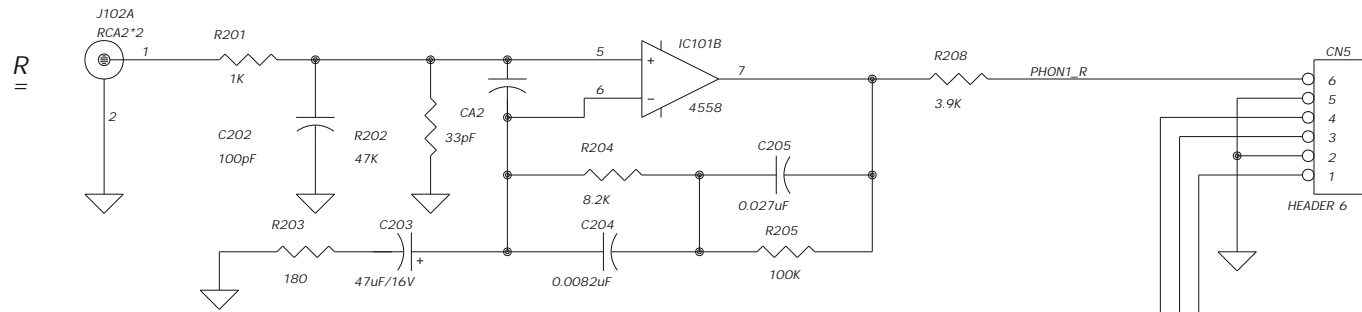 J102A
RCA2*2
R
=
1
2
R201
1K
C202
100pF
R202
47K
33pF
CA2
5
6
+
−
IC101B
7
4558
R208
3.9K
PHON1_R
CN5
6
5
4
3
2
1
HEADER 6
R204
8.2K
C205
0.027uF
R203
180
C203
+
47uF/16V
C204
0.0082uF
R205
100K